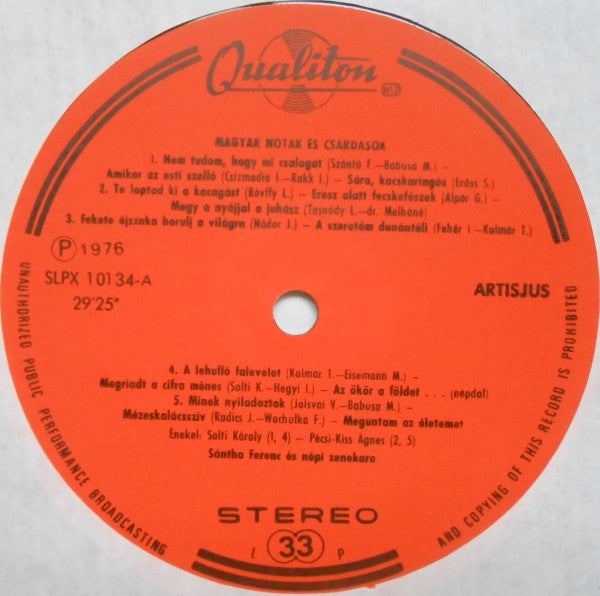 Qualiton
MHV
MAGYAR NÓTÁK ÉS CSÁRDÁSOK
1. Nem tudom, hogy mi csalogat (Szántó F.–Babusa M.) –
Amikor az esti szellő (Csizmadia I.–Rakk I.) – Sára, kacskaringós (Erőss S.)
2. Te loptad ki a kacagást (Révffy L.) – Eresz alatt fecskefészek (Alpár G.) –
Megy a nyájjal a juhász (Tasnády L.–dr. Melháné)
3. Fekete éjszaka borulj a világra (Nádor J.) – A szeretőm dunántúli (Fehér I.–Kalmár T.)
Ⓟ 1976
SLPX 10134-A
29'25"
ARTISJUS
4. A lehulló falevelet (Kalmár T.–Eisemann M.) –
Megriadt a cifra ménes (Solti K.–Hegyi I.) – Az ökör a földet . . . (népdal)
5. Minek nyiladoztok (Jolsvai V.–Babusa M.) –
Mézeskalácsszív (Radics J.–Wachulka F.) – Meguntam az életemet
Énekel: Solti Károly (1, 4) – Pécsi-Kiss Ágnes (2, 5)
Sántha Ferenc és népi zenekara
STEREO
L 33 P
UNAUTHORIZED PUBLIC PERFORMANCE BROADCASTING
AND COPYING OF THIS RECORD IS PROHIBITED